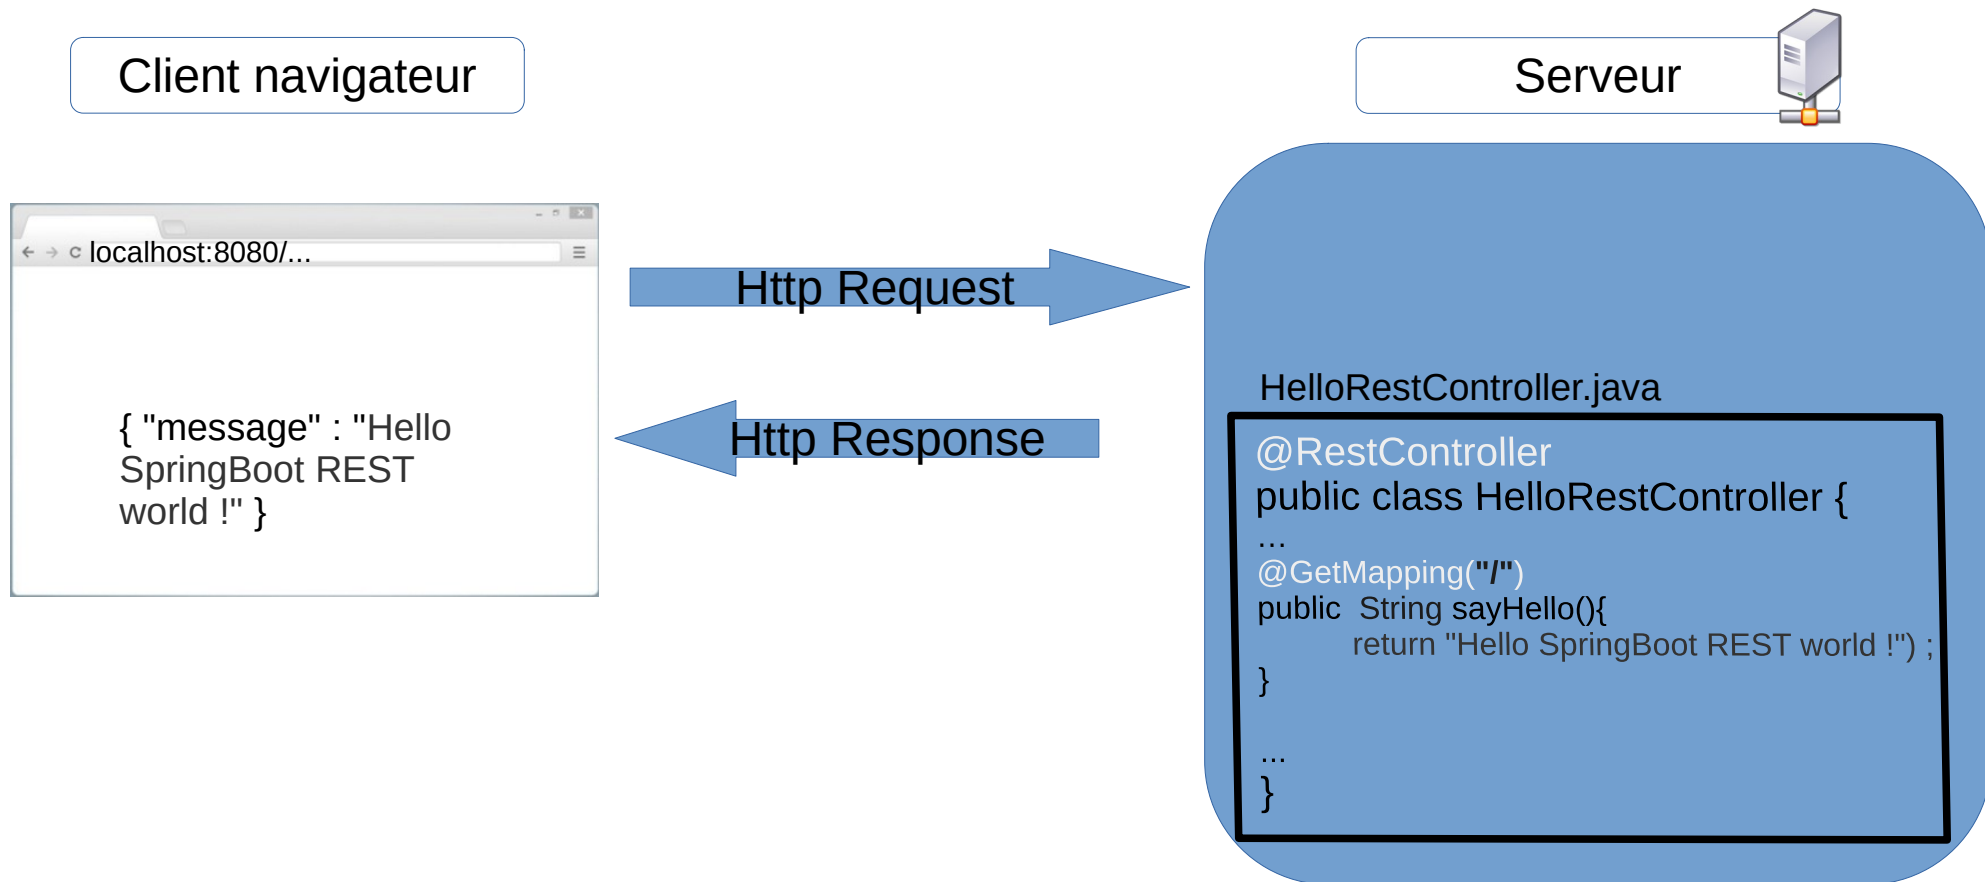 Client navigateur
Serveur
localhost:8080/...
Http Request
HelloRestController.java
{ "message" : "Hello
SpringBoot REST
world !" }
Http Response
@RestController
public class HelloRestController {
...
@GetMapping("/")
public  String sayHello(){
return "Hello SpringBoot REST world !") ;
}
...
}